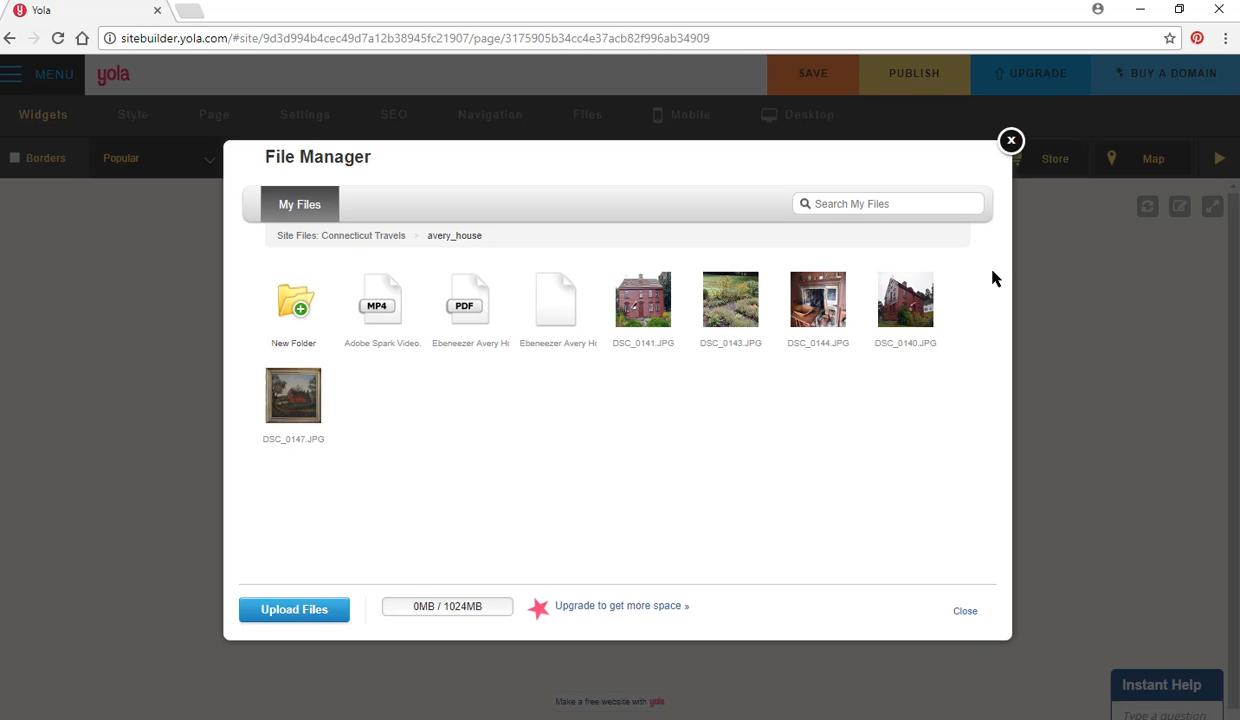 Yola
sitebuilder.yola.com/#site/9d3d994b4cec49d7a12b38945fc21907/page/3175905b34cc4e37acb82f996ab34909
MENU
yola
SAVE
PUBLISH
UPGRADE
BUY A DOMAIN
Widgets
Style
Page
Settings
SEO
Navigation
Files
Mobile
Desktop
Borders
Popular
Store
Map
File Manager
My Files
Search My Files
Site Files: Connecticut Travels > avery_house
MP4
PDF
New Folder
Adobe Spark Video.
Ebeneezer Avery Ho
Ebeneezer Avery Ho
DSC_0141.JPG
DSC_0143.JPG
DSC_0144.JPG
DSC_0140.JPG
DSC_0147.JPG
Upload Files
0MB / 1024MB
Upgrade to get more space »
Close
Make a free website with yola
Instant Help
Type a question